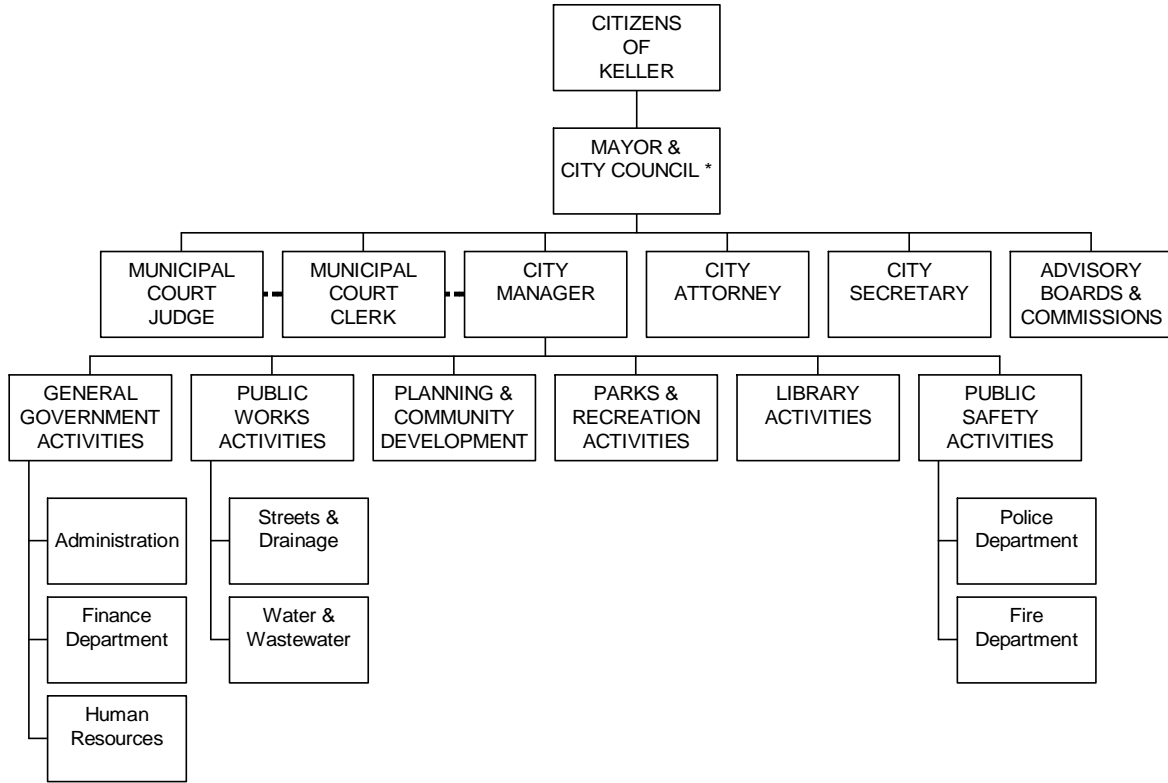 CITIZENS
OF
KELLER
MAYOR &
CITY COUNCIL *
MUNICIPAL
COURT
JUDGE
MUNICIPAL
COURT
CLERK
CITY
MANAGER
CITY
ATTORNEY
CITY
SECRETARY
ADVISORY
BOARDS &
COMMISSIONS
GENERAL
GOVERNMENT
ACTIVITIES
PUBLIC
WORKS
ACTIVITIES
PLANNING &
COMMUNITY
DEVELOPMENT
PARKS &
RECREATION
ACTIVITIES
LIBRARY
ACTIVITIES
PUBLIC
SAFETY
ACTIVITIES
Administration
Finance
Department
Human
Resources
Streets &
Drainage
Water &
Wastewater
Police
Department
Fire
Department